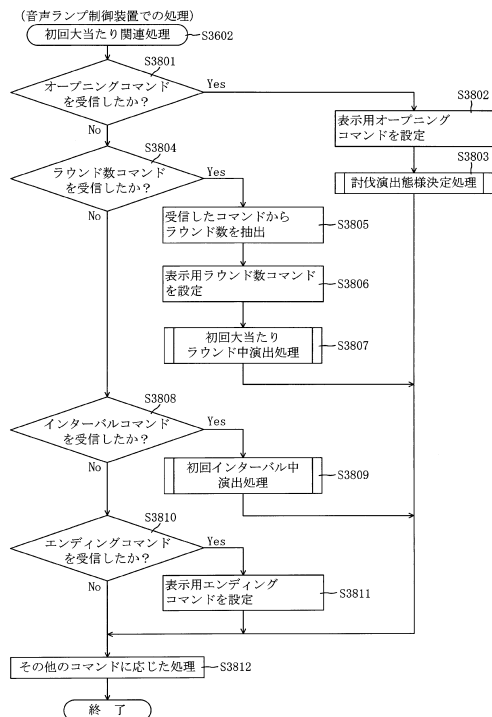 (音声ランプ制御装置での処理)
初回大当たり関連処理
S3602
S3801
オープニングコマンド
を受信したか?
Yes
No
S3802
表示用オープニング
コマンドを設定
S3803
討伐演出態様決定処理
S3804
ラウンド数コマンド
を受信したか?
Yes
No
受信したコマンドから
ラウンド数を抽出
S3805
表示用ラウンド数コマンド
を設定
S3806
初回大当たり
ラウンド中演出処理
S3807
S3808
インターバルコマンド
を受信したか?
Yes
No
初回インターバル中
演出処理
S3809
S3810
エンディングコマンド
を受信したか?
Yes
No
表示用エンディング
コマンドを設定
S3811
その他のコマンドに応じた処理
S3812
終 了